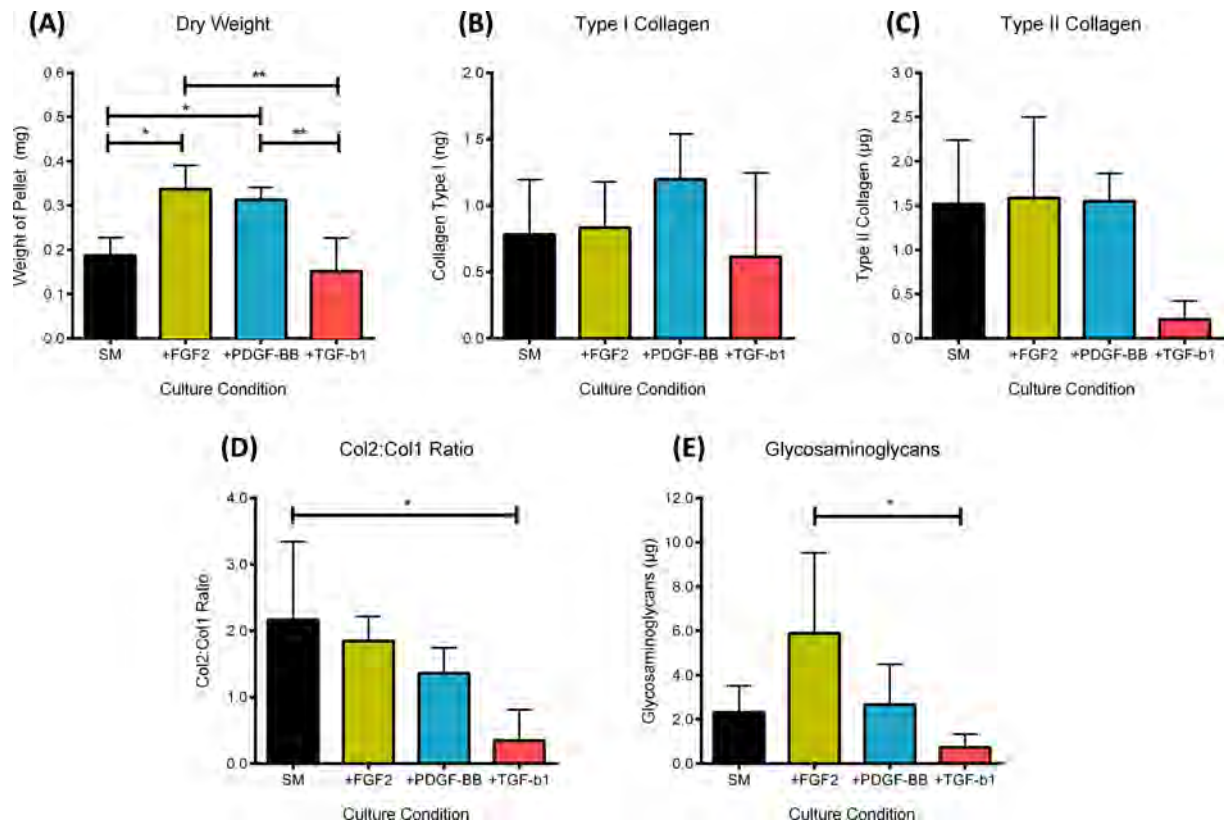 (A)
Dry Weight
Weight of Pellet (mg)
0.6
0.5
0.4
0.3
0.2
0.1
0.0
**
*
* **
SM +FGF2 +PDGF-BB +TGF-b1
Culture Condition
(B)
Type I Collagen
Collagen Type I (ng)
2.0
1.5
1.0
0.5
0.0
SM +FGF2 +PDGF-BB +TGF-b1
Culture Condition
(C)
Type II Collagen
Type II Collagen (µg)
3.0
2.5
2.0
1.5
1.0
0.5
0.0
SM +FGF2 +PDGF-BB +TGF-b1
Culture Condition
(D)
Col2:Col1 Ratio
Col2:Col1 Ratio
4.0
3.0
2.0
1.0
0.0
*
SM +FGF2 +PDGF-BB +TGF-b1
Culture Condition
(E)
Glycosaminoglycans
Glycosaminoglycans (µg)
12.0
10.0
8.0
6.0
4.0
2.0
0.0
*
SM +FGF2 +PDGF-BB +TGF-b1
Culture Condition